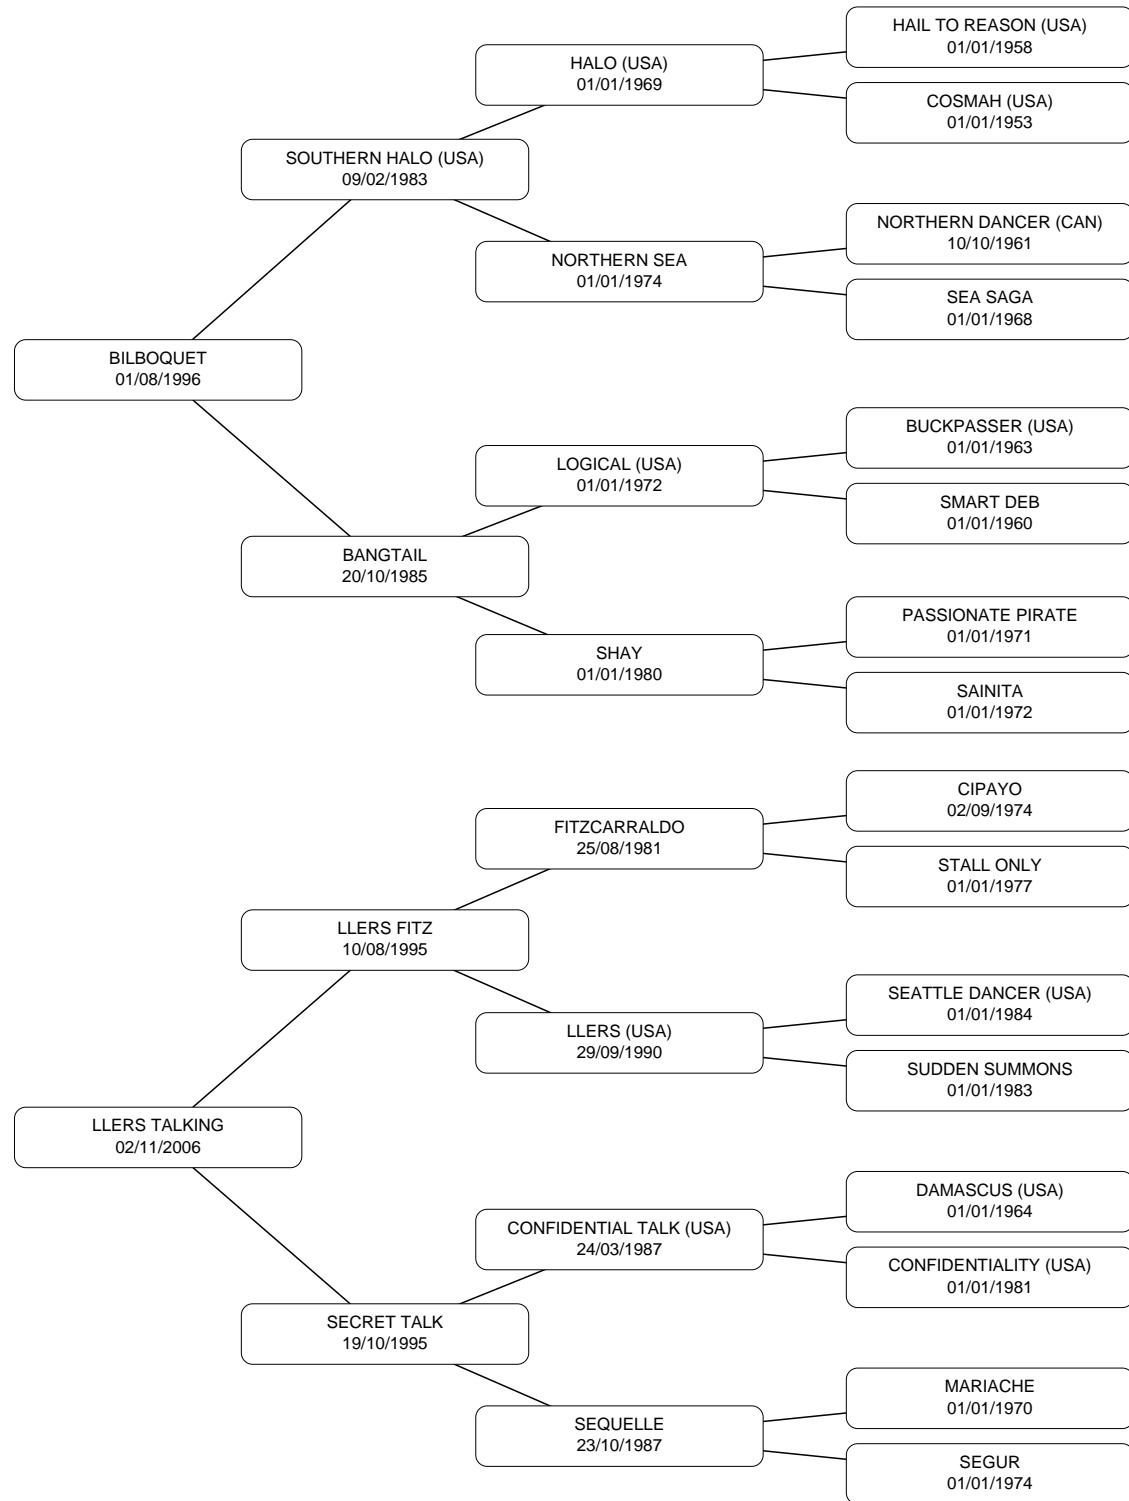 HAIL TO REASON (USA)
01/01/1958
HALO (USA)
01/01/1969
COSMAH (USA)
01/01/1953
SOUTHERN HALO (USA)
09/02/1983
NORTHERN DANCER (CAN)
10/10/1961
NORTHERN SEA
01/01/1974
SEA SAGA
01/01/1968
BILBOQUET
01/08/1996
BUCKPASSER (USA)
01/01/1963
LOGICAL (USA)
01/01/1972
SMART DEB
01/01/1960
BANGTAIL
20/10/1985
PASSIONATE PIRATE
01/01/1971
SHAY
01/01/1980
SAINITA
01/01/1972
CIPAYO
02/09/1974
FITZCARRALDO
25/08/1981
STALL ONLY
01/01/1977
LLERS FITZ
10/08/1995
SEATTLE DANCER (USA)
01/01/1984
LLERS (USA)
29/09/1990
SUDDEN SUMMONS
01/01/1983
LLERS TALKING
02/11/2006
DAMASCUS (USA)
01/01/1964
CONFIDENTIAL TALK (USA)
24/03/1987
CONFIDENTIALITY (USA)
01/01/1981
SECRET TALK
19/10/1995
MARIACHE
01/01/1970
SEQUELLE
23/10/1987
SEGUR
01/01/1974